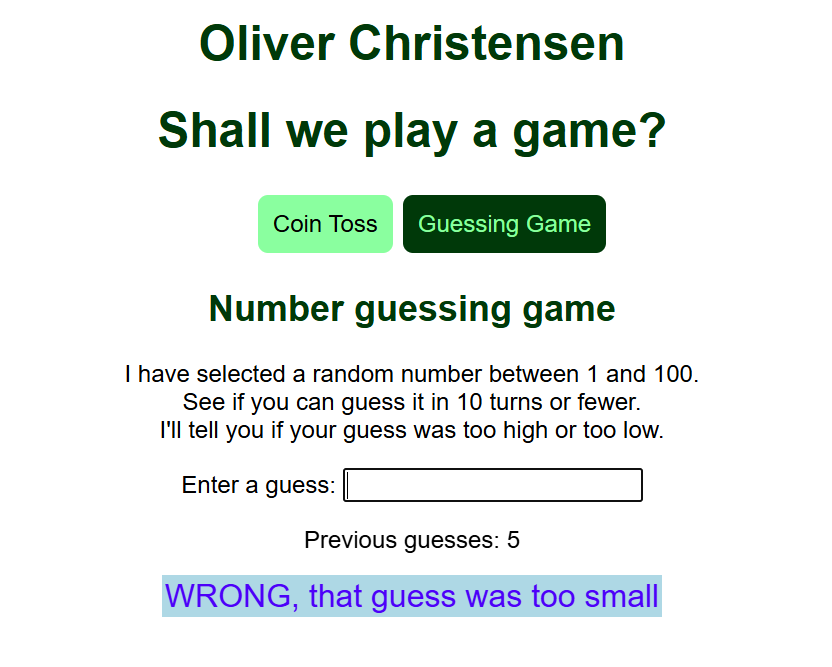 Oliver Christensen
Shall we play a game?
Coin Toss
Guessing Game
Number guessing game
I have selected a random number between 1 and 100.
See if you can guess it in 10 turns or fewer.
I'll tell you if your guess was too high or too low.
Enter a guess:
Previous guesses: 5
WRONG, that guess was too small